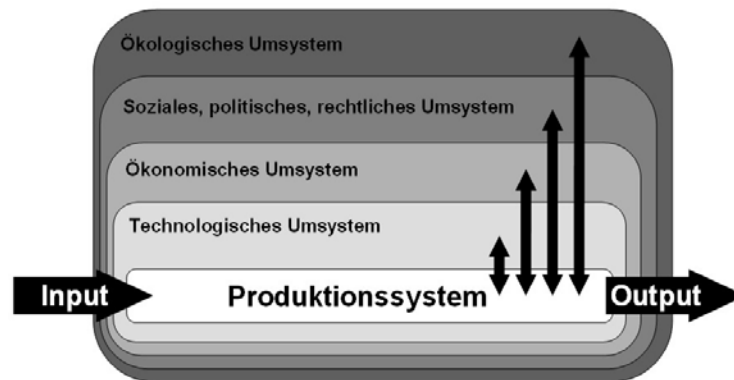 Ökologisches Umsystem
Soziales, politisches, rechtliches Umsystem
Ökonomisches Umsystem
Technologisches Umsystem
Input
Produktionssystem
Output